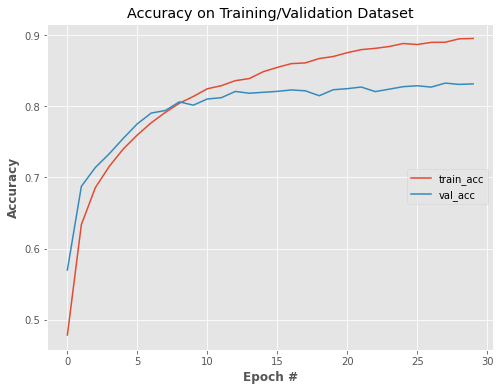 Accuracy on Training/Validation Dataset
0.9
0.8
0.7
0.6
0.5
Accuracy
train_acc
val_acc
0 5 10 15 20 25 30
Epoch #